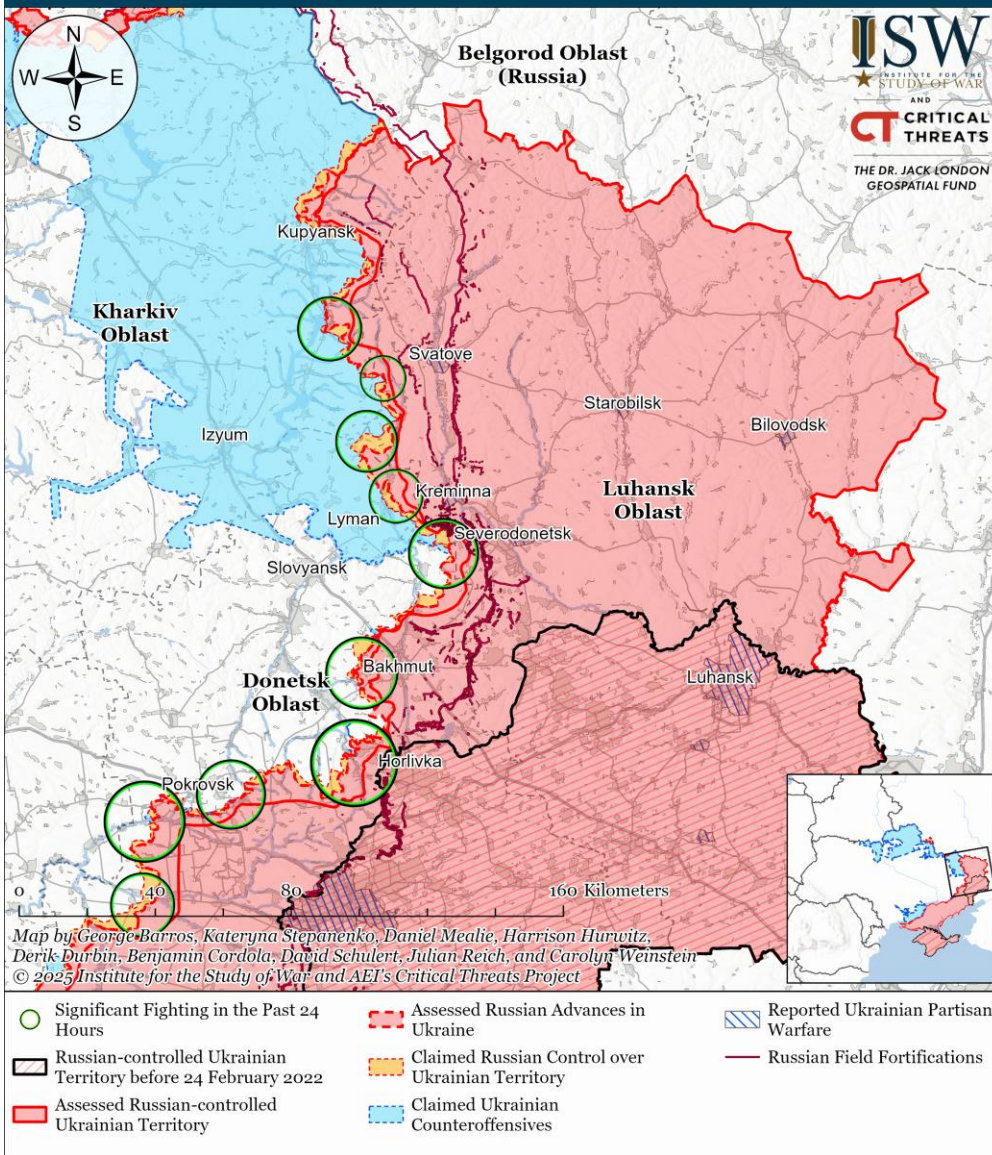 N
W
E
S
Belgorod Oblast
(Russia)
ISW
INSTITUTE FOR THE
STUDY OF WAR
AND
CT CRITICAL
THREATS
THE DR. JACK LONDON
GEOSPATIAL FUND
Kupyansk
Kharkiv
Oblast
Svatove
Starobilsk
Bilovodsk
Izyum
Kreminna
Luhansk
Oblast
Lyman
Severodonetsk
Slovyansk
Bakhmut
Donetsk
Oblast
Luhansk
Horlivka
Pokrovsk
0 40 80 160 Kilometers
Map by George Barros, Kateryna Stepanenko, Daniel Mealie, Harrison Hurwitz,
Derik Durbin, Benjamin Cordola, David Schulert, Julian Reich, and Carolyn Weinstein
© 2025 Institute for the Study of War and AEI's Critical Threats Project
Significant Fighting in the Past 24
Hours
Russian-controlled Ukrainian
Territory before 24 February 2022
Assessed Russian-controlled
Ukrainian Territory
Assessed Russian Advances in
Ukraine
Claimed Russian Control over
Ukrainian Territory
Claimed Ukrainian
Counteroffensives
Reported Ukrainian Partisan
Warfare
Russian Field Fortifications